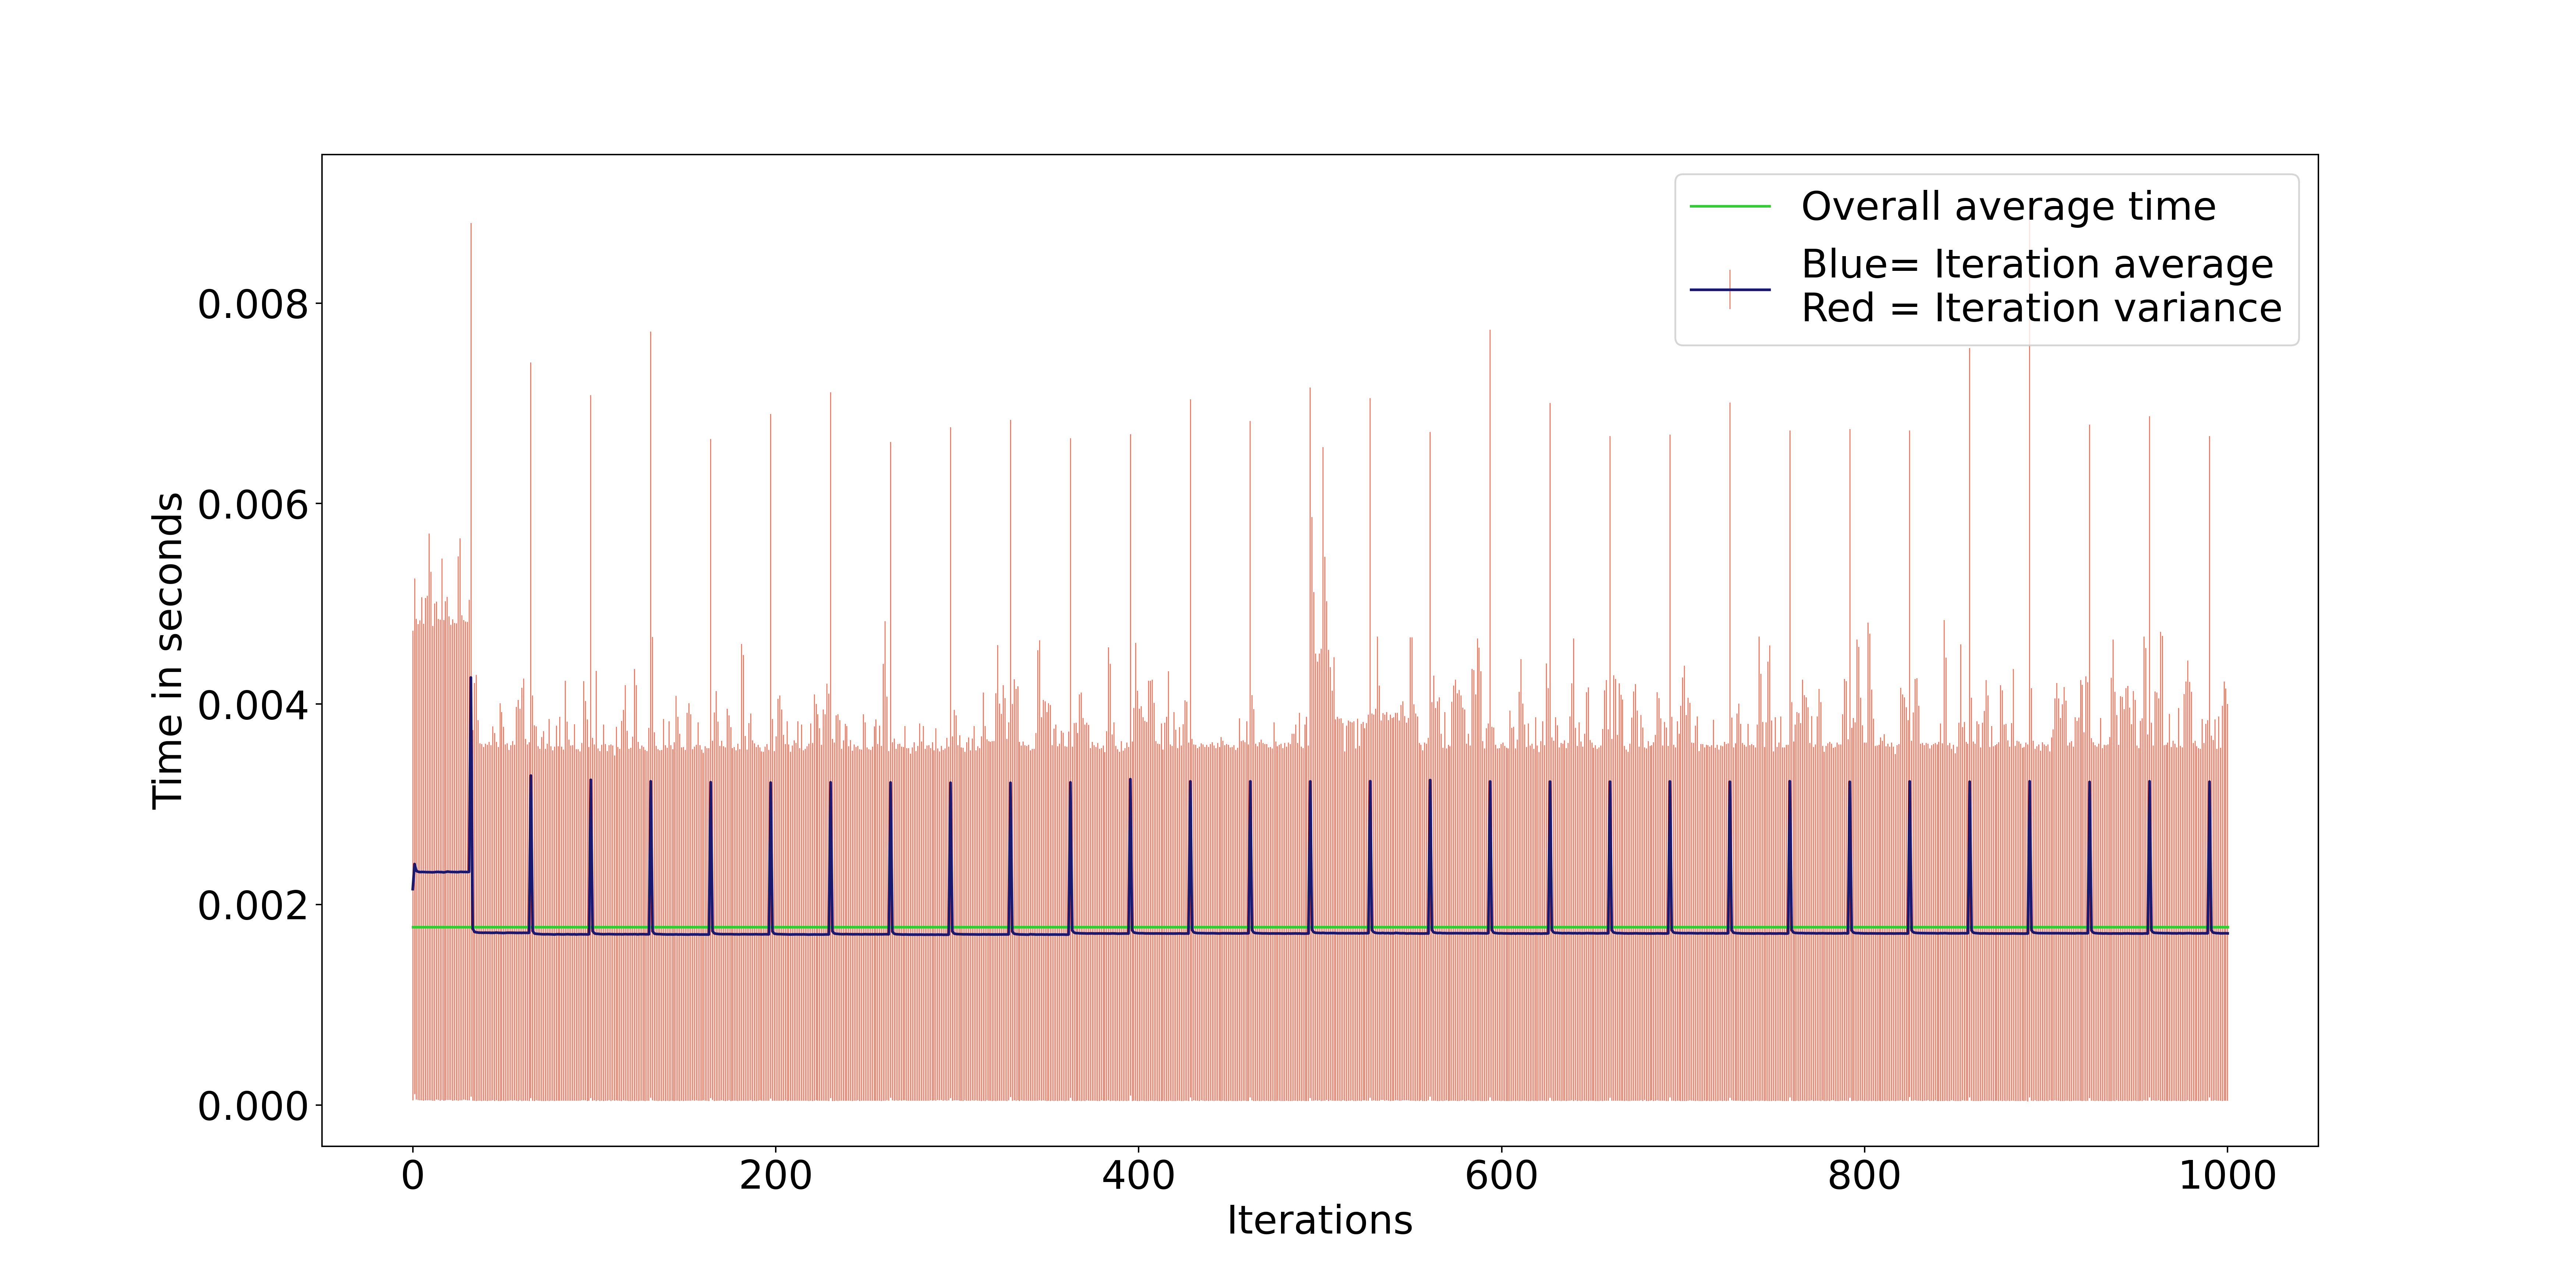 Overall average time
Blue= Iteration average
Red = Iteration variance
Time in seconds
0.008
0.006
0.004
0.002
0.000
0 200 400 600 800 1000
Iterations